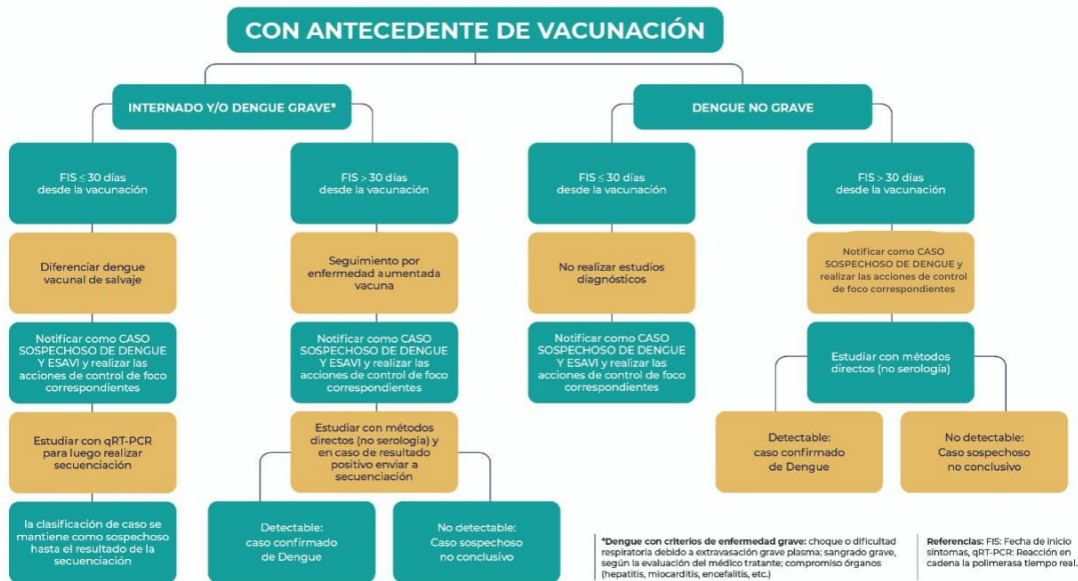 CON ANTECEDENTE DE VACUNACIÓN
INTERNADO Y/O DENGUE GRAVE*
DENGUE NO GRAVE
FIS ≤ 30 días
desde la vacunación
FIS > 30 días
desde la vacunación
FIS ≤ 30 días
desde la vacunación
FIS > 30 días
desde la vacunación
Diferenciar dengue
vacunal de salvaje
Seguimiento por
enfermedad aumentada
vacuna
No realizar estudios
diagnósticos
Notificar como CASO
SOSPECHOSO DE DENGUE y
realizar las acciones de control
de foco correspondientes
Notificar como CASO
SOSPECHOSO DE DENGUE
Y ESAVI y realizar las
acciones de control de foco
correspondientes
Notificar como CASO
SOSPECHOSO DE DENGUE
Y ESAVI y realizar las
acciones de control de foco
correspondientes
Notificar como CASO
SOSPECHOSO DE DENGUE
Y ESAVI y realizar las
acciones de control de foco
correspondientes
Estudiar con métodos
directos (no serología)
Estudiar con qRT-PCR
para luego realizar
secuenciación
Estudiar con métodos
directos (no serología) y
en caso de resultado
positivo enviar a
secuenciación
Detectable:
caso confirmado
de Dengue
No detectable:
Caso sospechoso
no conclusivo
la clasificación de caso se
mantiene como sospechoso
hasta el resultado de la
secuenciación
Detectable:
caso confirmado
de Dengue
No detectable:
Caso sospechoso
no conclusivo
*Dengue con criterios de enfermedad grave: choque o dificultad
respiratoria debido a extravasación grave plasma; sangrado grave,
según la evaluación del médico tratante; compromiso órganos
(hepatitis, miocarditis, encefalitis, etc.)
Referencias: FIS: Fecha de inicio
síntomas, qRT-PCR: Reacción en
cadena la polimerasa tiempo real.